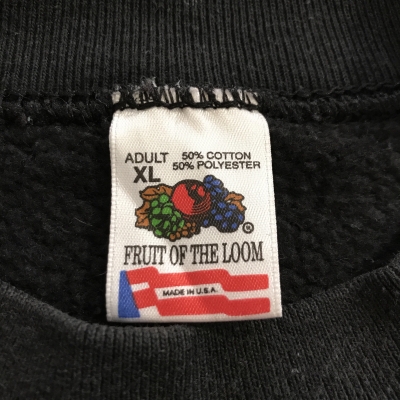 ADULT
XL
50% COTTON
50% POLYESTER
®
FRUIT OF THE LOOM
MADE IN U.S.A.